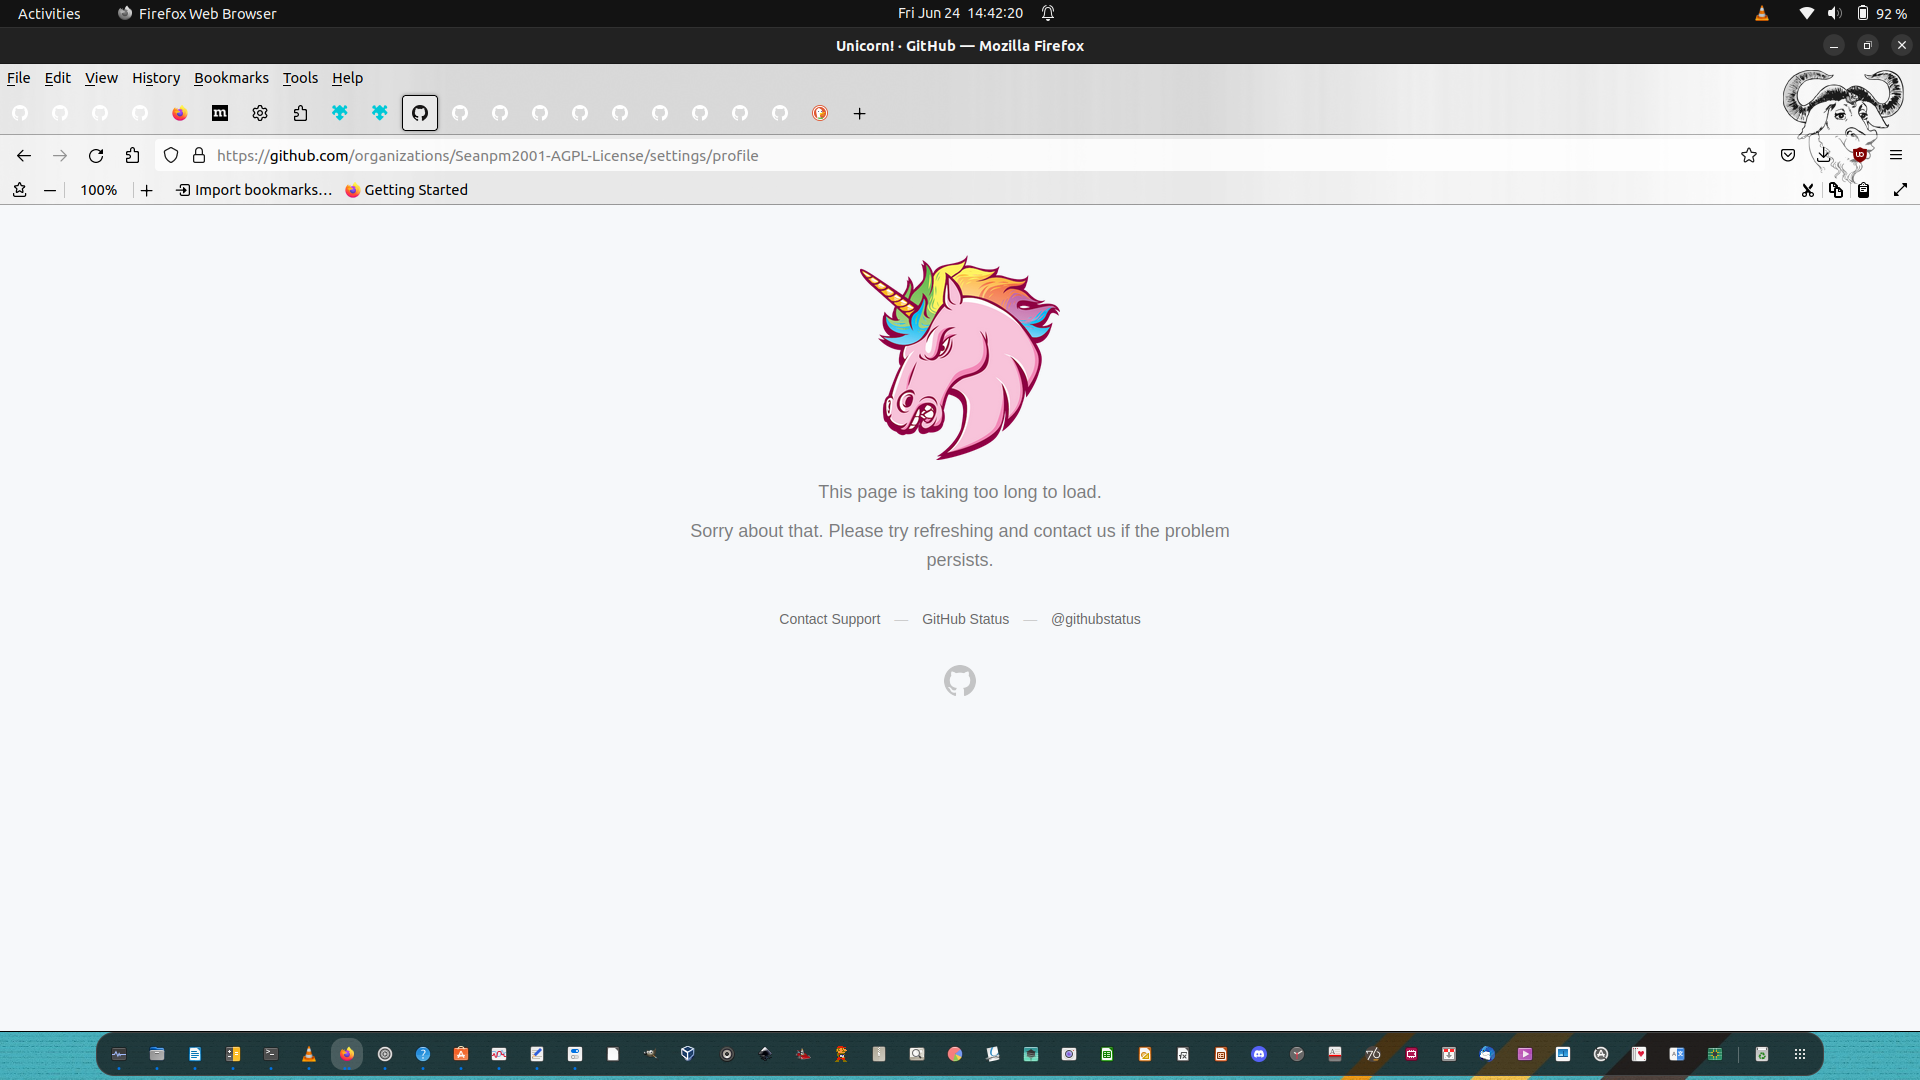 Activities
Firefox Web Browser
Fri Jun 24 14:42:20
92 %
Unicorn! · GitHub — Mozilla Firefox
File Edit View History Bookmarks Tools Help
m
https://github.com/organizations/Seanpm2001-AGPL-License/settings/profile
100%
Import bookmarks…
Getting Started
This page is taking too long to load.
Sorry about that. Please try refreshing and contact us if the problem
persists.
Contact Support — GitHub Status — @githubstatus
76